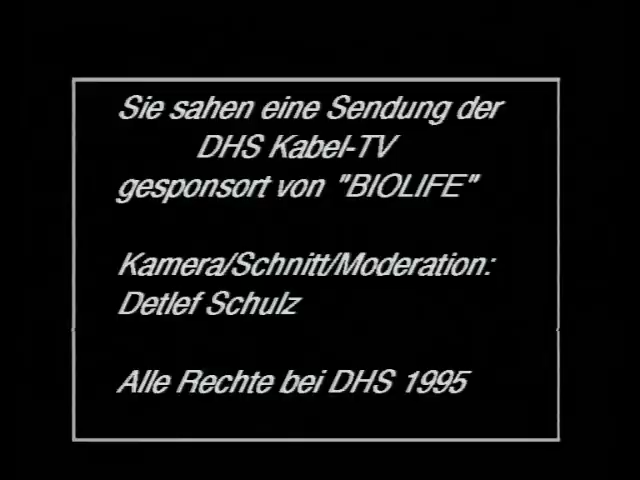 Sie sahen eine Sendung der
DHS Kabel-TV
gesponsort von "BIOLIFE"
Kamera/Schnitt/Moderation:
Detlef Schulz
Alle Rechte bei DHS 1995